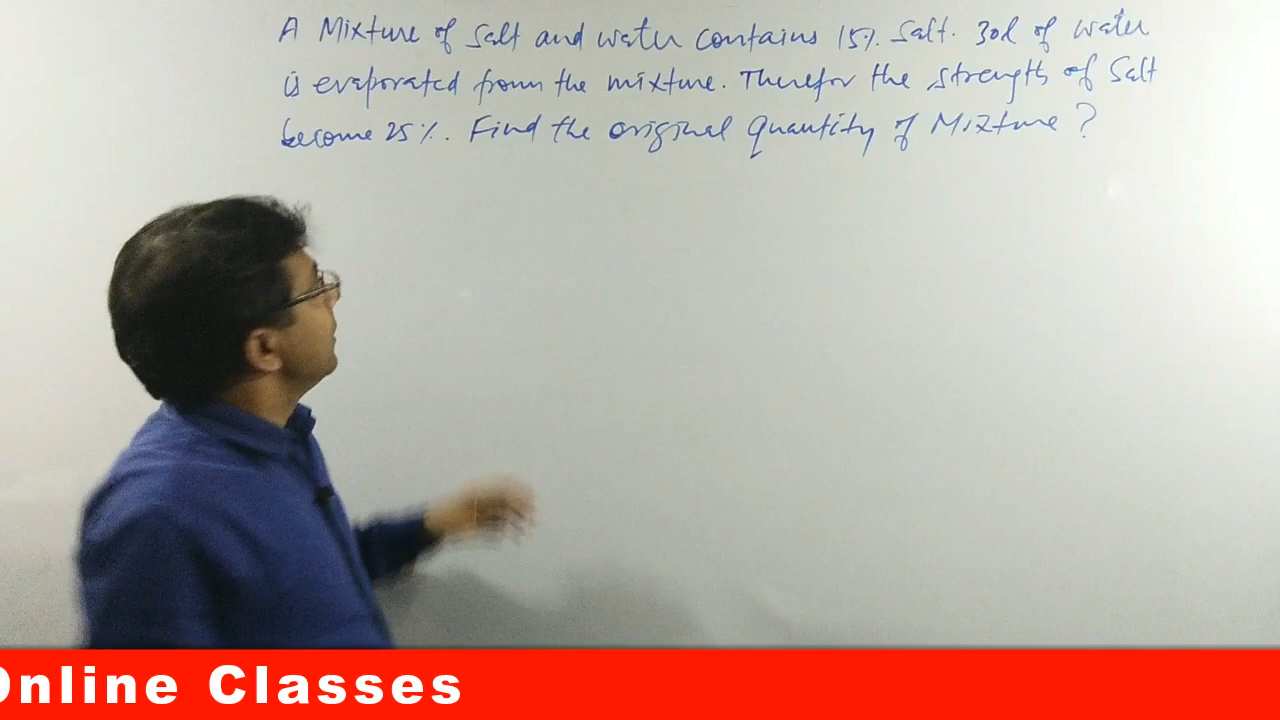 A Mixture of Salt and water contains 15%. Salt. 30l of water
is evaporated from the mixture. Therefor the strength of Salt
become 25%. Find the original Quantity of Mixture?
Online Classes